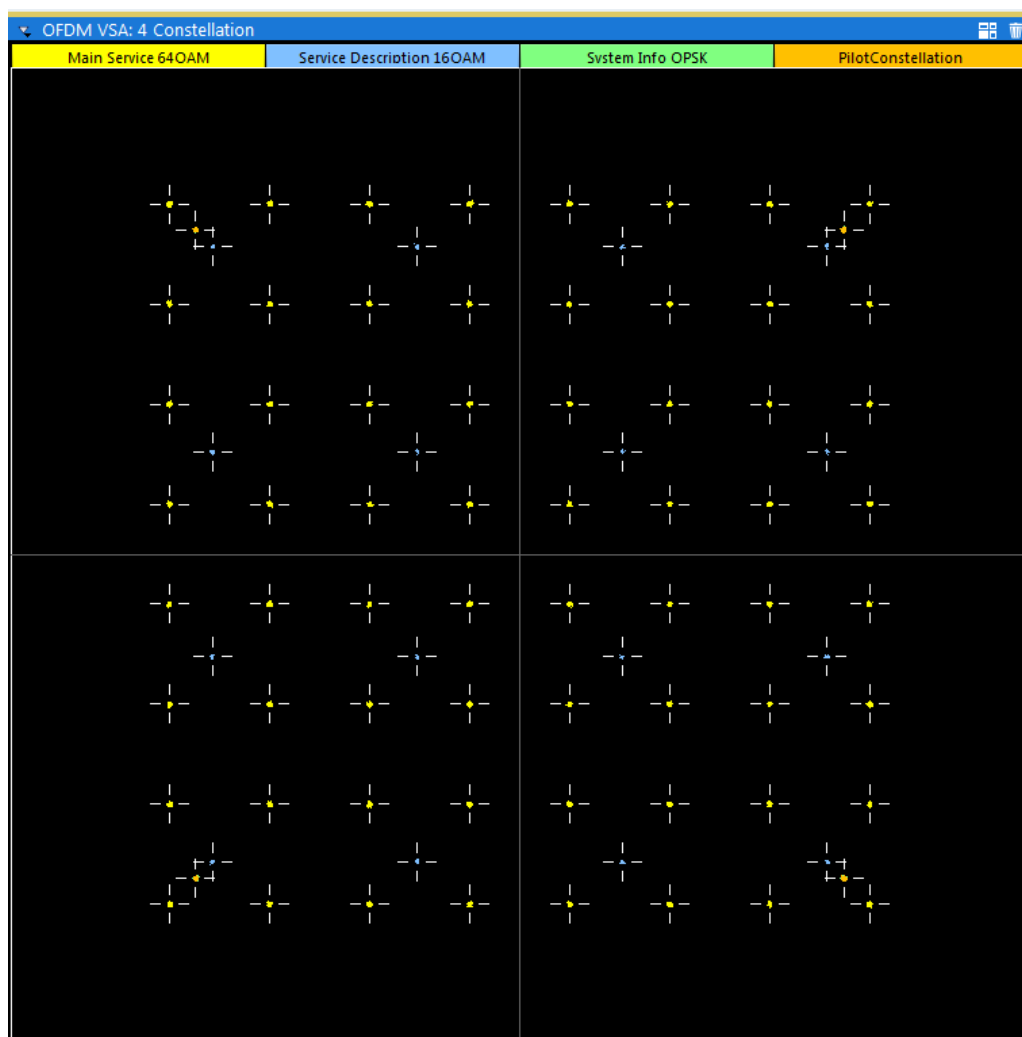 OFDM VSA: 4 Constellation
Main Service 64QAM
Service Description 16QAM
System Info QPSK
PilotConstellation